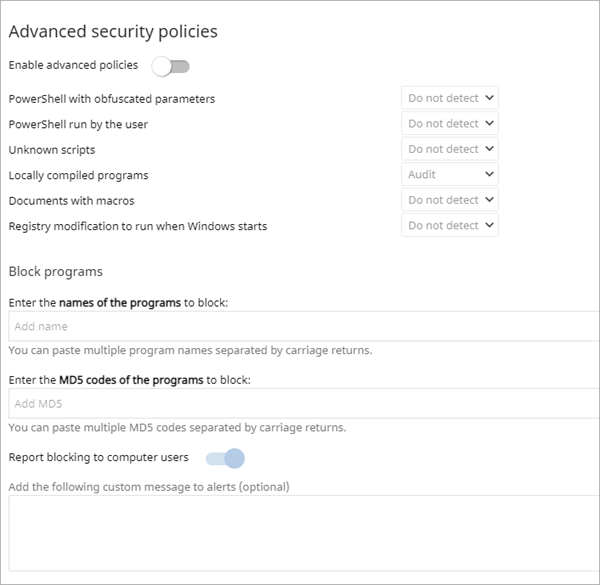 Advanced security policies
Enable advanced policies
PowerShell with obfuscated parameters Do not detect
PowerShell run by the user Do not detect
Unknown scripts Do not detect
Locally compiled programs Audit
Documents with macros Do not detect
Registry modification to run when Windows starts Do not detect
Block programs
Enter the names of the programs to block:
Add name
You can paste multiple program names separated by carriage returns.
Enter the MD5 codes of the programs to block:
Add MD5
You can paste multiple MD5 codes separated by carriage returns.
Report blocking to computer users
Add the following custom message to alerts (optional)